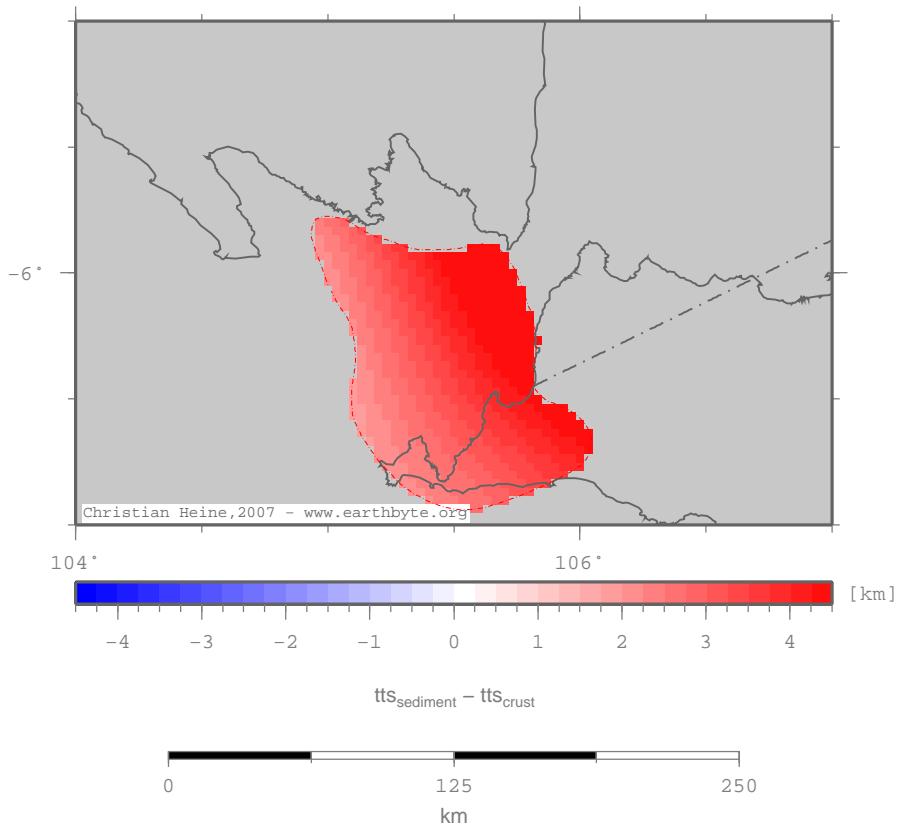 -6°
Christian Heine,2007 - www.earthbyte.org
104° 106°
[km]
-4 -3 -2 -1 0 1 2 3 4
tts_sediment – tts_crust
0 125 250
km